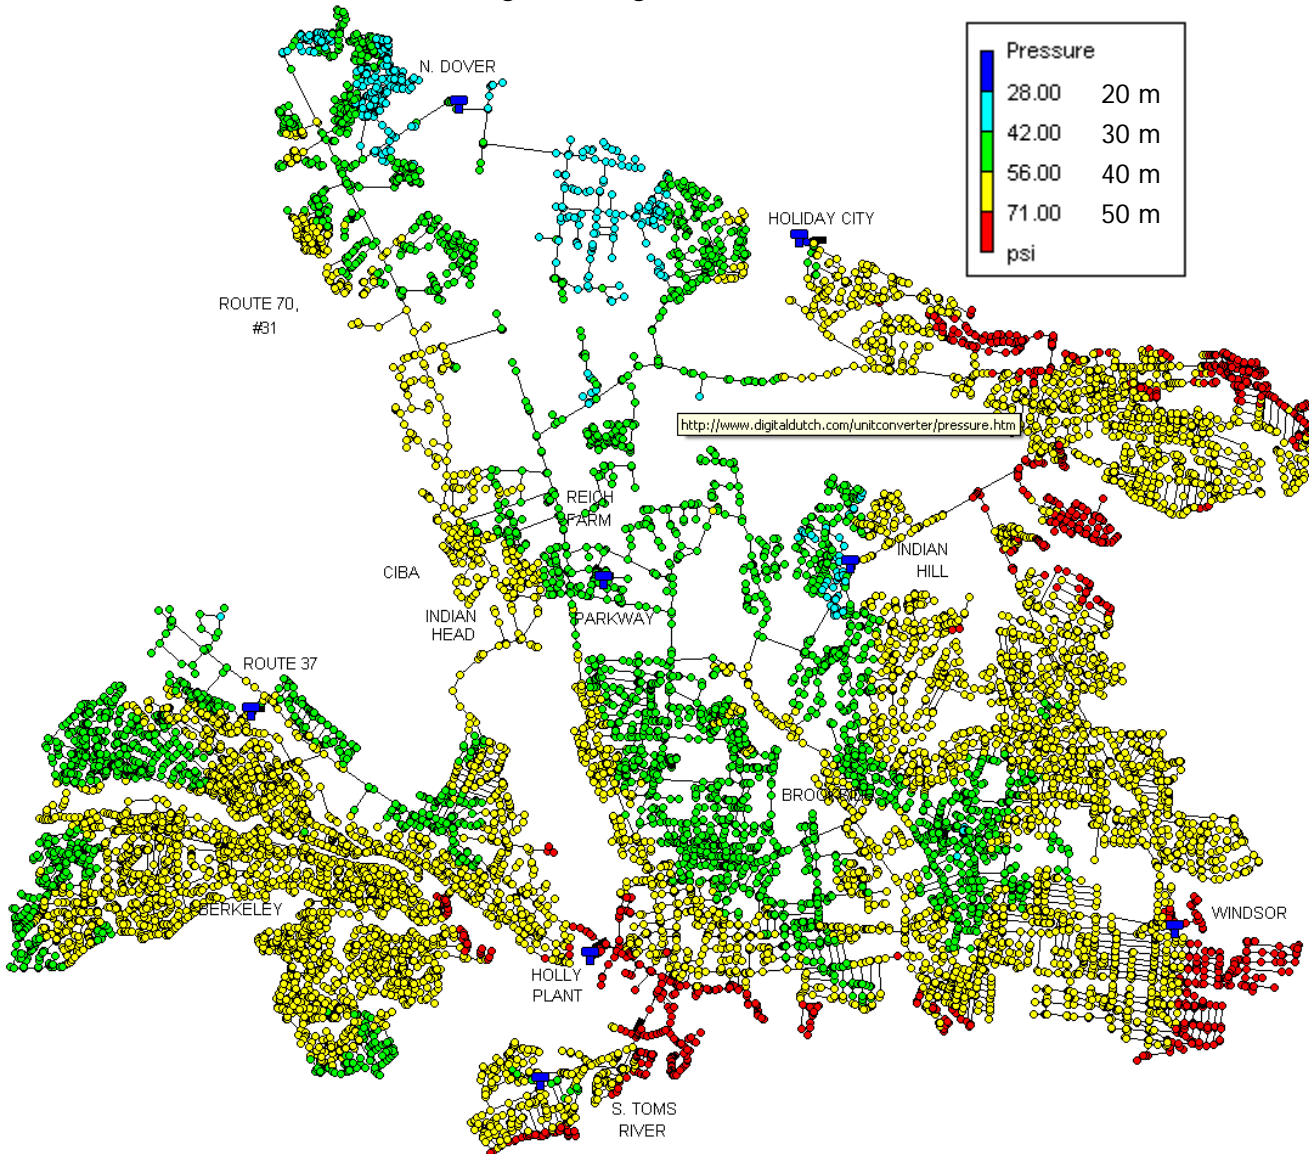 N. DOVER
Pressure
28.00 20 m
42.00 30 m
56.00 40 m
71.00 50 m
psi
HOLIDAY CITY
ROUTE 70,
#31
http://www.digitaldutch.com/unitconverter/pressure.htm
REICH
FARM
INDIAN
HILL
CIBA
INDIAN
HEAD
PARKWAY
ROUTE 37
BERKELEY
WINDSOR
HOLLY
PLANT
S. TOMS
RIVER